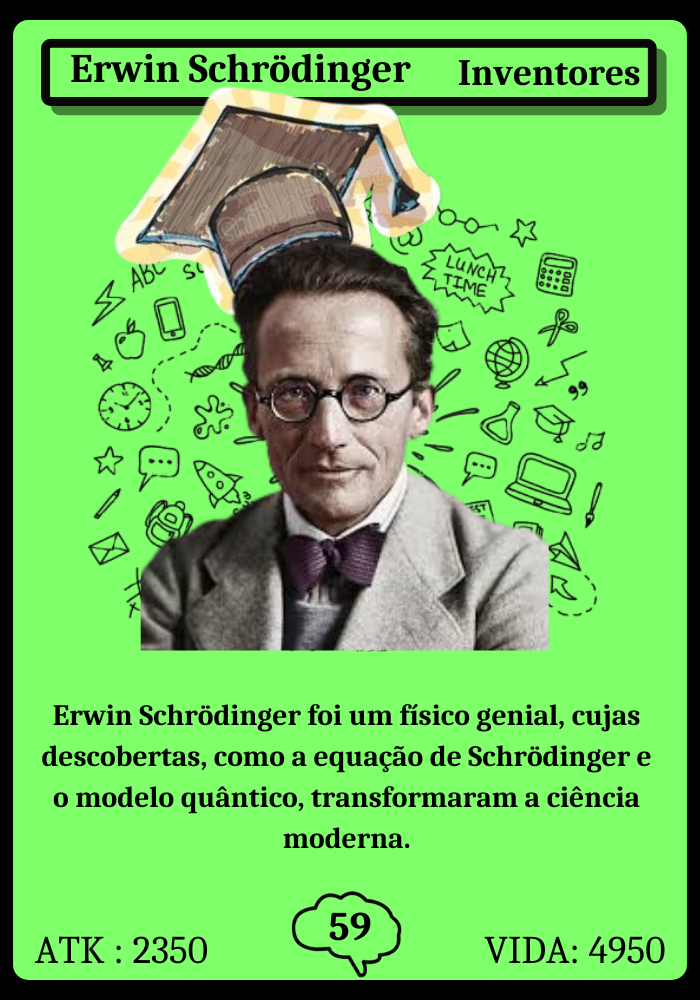 Erwin Schrödinger Inventores
ABC
LUNCH
TIME
Erwin Schrödinger foi um físico genial, cujas
descobertas, como a equação de Schrödinger e
o modelo quântico, transformaram a ciência
moderna.
59
ATK : 2350
VIDA: 4950